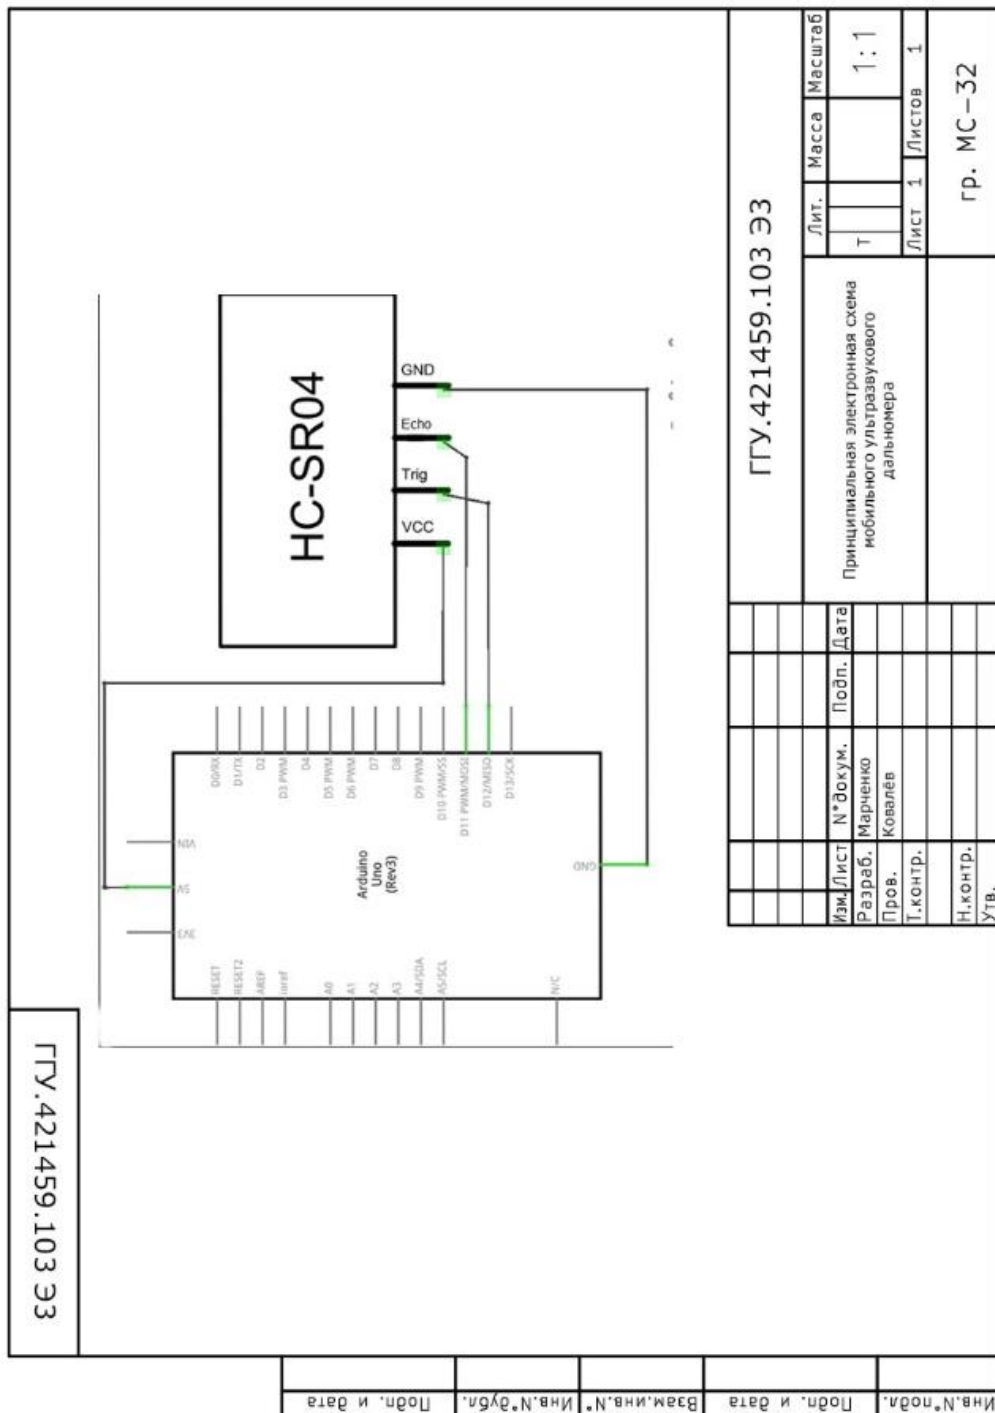 HC-SR04
GND
Echo
Trig
VCC
D0/RX
D1/TX
D2
D3 PWM
D4
D5 PWM
D6 PWM
D7
D8
D9 PWM
D10 PWM/SS
D11 PWM/MOSI
D12/MISO
D13/SCK
VIN
5V
3V3
Arduino
Uno
(Rev3)
GND
RESET
RESET2
AREF
ioref
A0
A1
A2
A3
A4/SDA
A5/SCL
N/C
ГГУ.421459.103 ЭЗ
ГГУ.421459.103 ЭЗ
Принципиальная электронная схема
мобильного ультразвукового
дальномера
Лит. Масса Масштаб
Т 1:1
Лист 1 Листов 1
гр. МС-32
Изм. Лист N°докум. Подп. Дата
Разраб. Марченко
Пров. Ковалёв
Т.контр.
Н.контр.
Утв.
Инв.N°подл.
Подп. и дата
Взам.инв.N°
Инв.N°дубл.
Подп. и дата